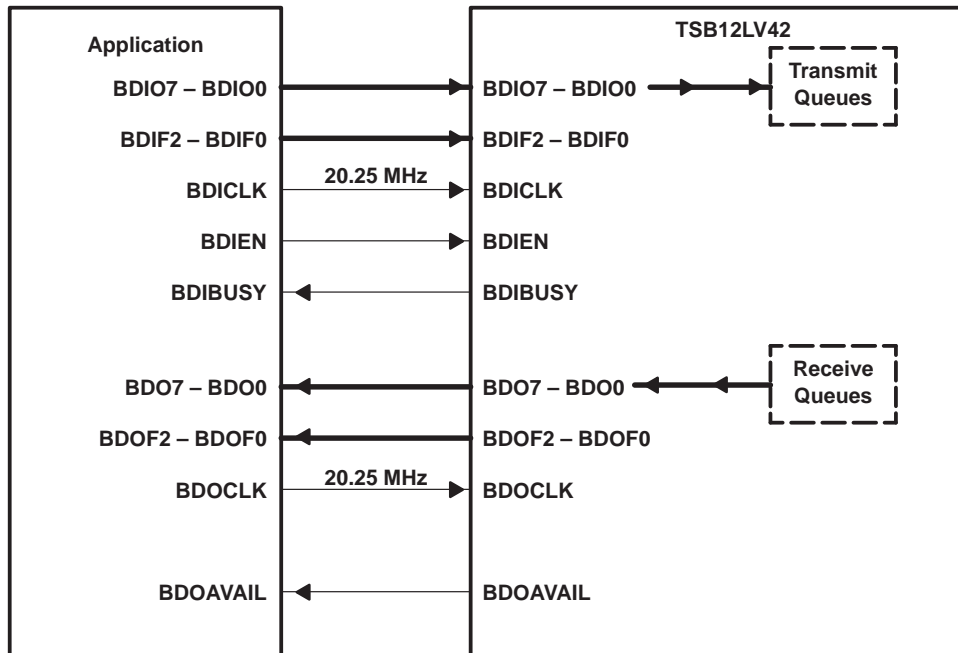 Application
TSB12LV42
BDIO7 – BDIO0
BDIO7 – BDIO0
Transmit
Queues
BDIF2 – BDIF0
BDIF2 – BDIF0
BDICLK
20.25 MHz
BDICLK
BDIEN
BDIEN
BDIBUSY
BDIBUSY
BDO7 – BDO0
BDO7 – BDO0
Receive
Queues
BDOF2 – BDOF0
BDOF2 – BDOF0
BDOCLK
20.25 MHz
BDOCLK
BDOAVAIL
BDOAVAIL